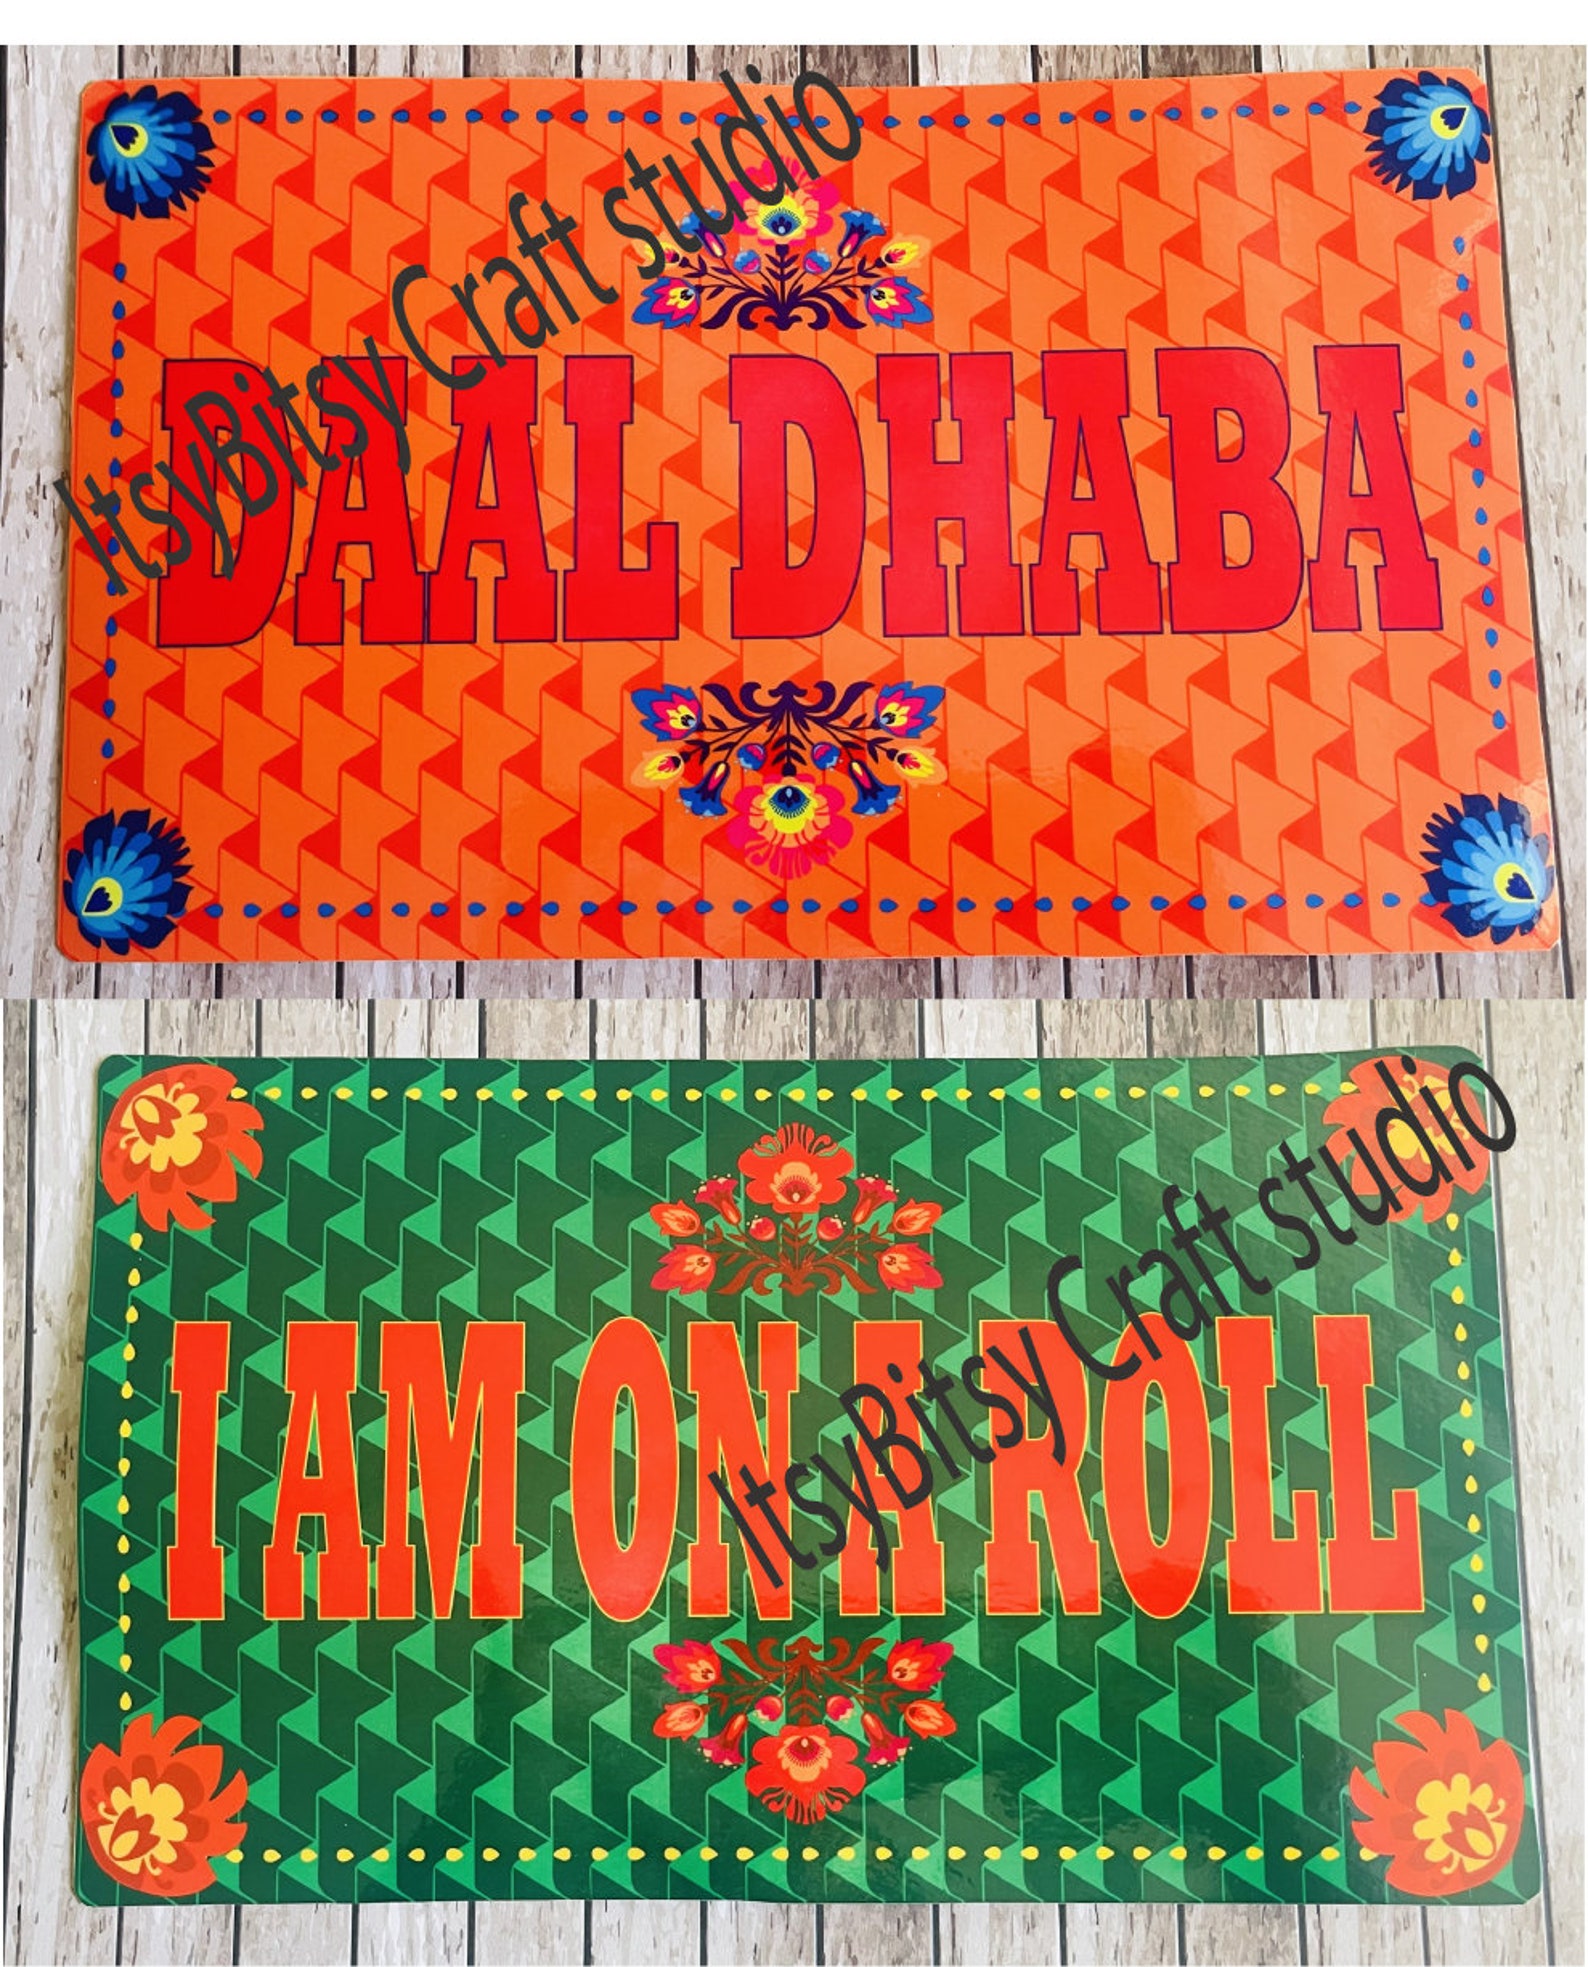 ItsyBitsy Craft studio
DAAL DHABA
I AM ON A ROLL
ItsyBitsy Craft studio